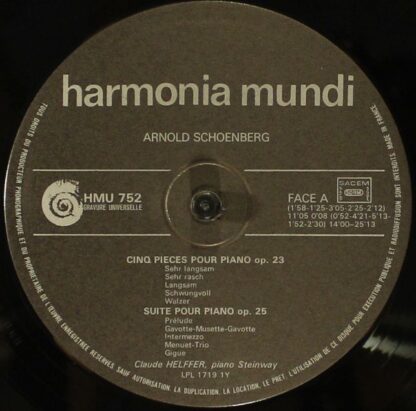 harmonia mundi
ARNOLD SCHOENBERG
HMU 752
GRAVURE UNIVERSELLE
FACE A
(1'58-1'25-3'05-2'25-2'12)
11'05 0'08 (0'52-4'21-5'13-
1'52-2'30) 14'00-25'13
SACEM
CINQ PIECES POUR PIANO op. 23
Sehr langsam
Sehr rasch
Langsam
Schwungvoll
Walzer
SUITE POUR PIANO op. 25
Prélude
Gavotte-Musette-Gavotte
Intermezzo
Menuet-Trio
Gigue
Claude HELFFER, piano Steinway
LPL 1719 1Y
TOUS DROITS DU PRODUCTEUR PHONOGRAPHIQUE ET DU PROPRIETAIRE DE L'ŒUVRE ENREGISTREE RESERVES SAUF AUTORISATION. LA DUPLICATION, LA LOCATION, LE PRET, L'UTILISATION DE CE DISQUE POUR EXECUTION PUBLIQUE ET RADIODIFFUSION SONT INTERDITS. MADE IN FRANCE.